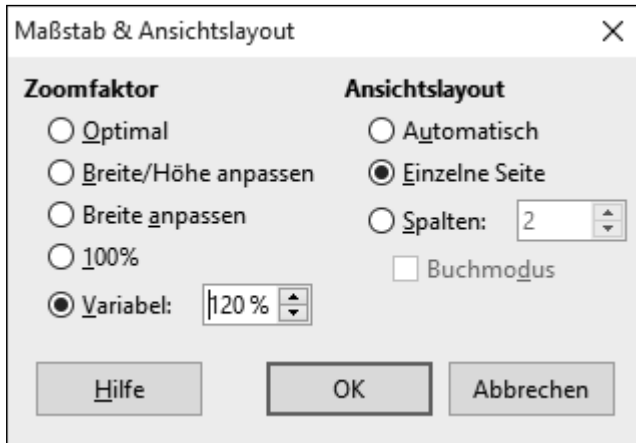 Maßstab & Ansichtslayout
Zoomfaktor
Optimal
Breite/Höhe anpassen
Breite anpassen
100%
Variabel: 120 %
Ansichtslayout
Automatisch
Einzelne Seite
Spalten: 2
Buchmodus
Hilfe
OK
Abbrechen